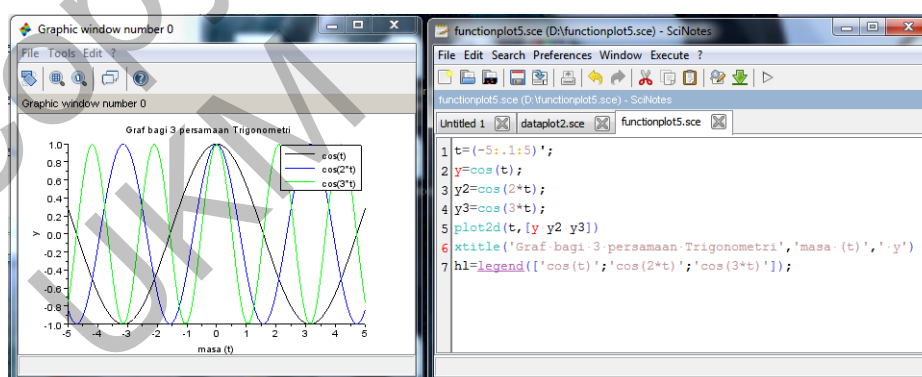 Graphic window number 0
File Tools Edit ?
Graphic window number 0
Graf bagi 3 persamaan Trigonometri
cos(t)
cos(2*t)
cos(3*t)
y
1.0
0.8
0.6
0.4
0.2
0.0
-0.2
-0.4
-0.6
-0.8
-1.0
-5 -4 -3 -2 -1 0 1 2 3 4 5
masa (t)
functionplot5.sce (D:\functionplot5.sce) - SciNotes
File Edit Search Preferences Window Execute ?
functionplot5.sce (D:\functionplot5.sce) - SciNotes
Untitled 1 dataplot2.sce functionplot5.sce
1 t=(-5:.1:5)';
2 y=cos(t);
3 y2=cos(2*t);
4 y3=cos(3*t);
5 plot2d(t,[y y2 y3])
6 xtitle('Graf bagi 3 persamaan Trigonometri','masa (t)',' y')
7 hl=legend(['cos(t)';'cos(2*t)';'cos(3*t)']);
UKM